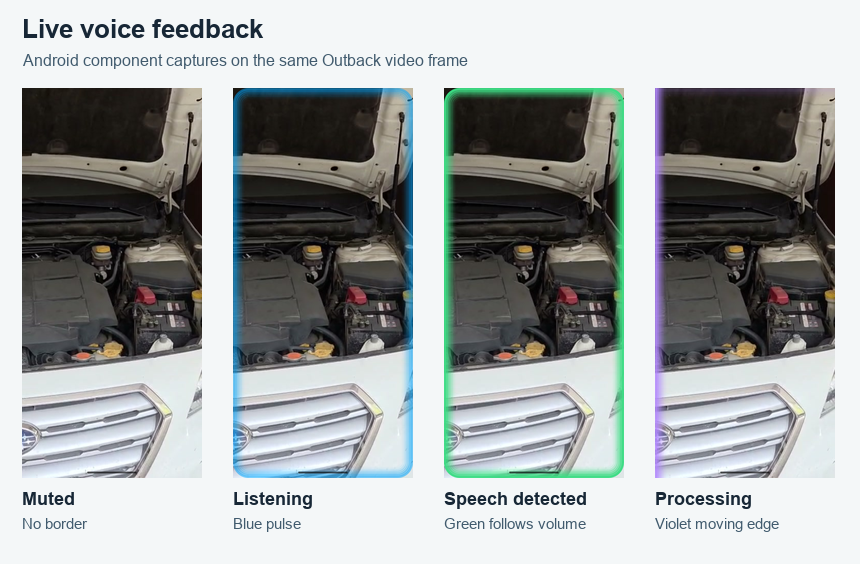 Live voice feedback
Android component captures on the same Outback video frame
Muted
No border
Listening
Blue pulse
Speech detected
Green follows volume
Processing
Violet moving edge